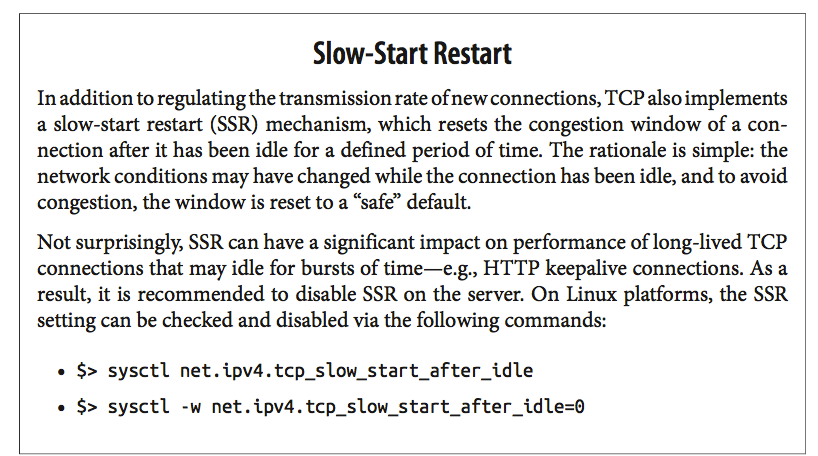 Slow-Start Restart
In addition to regulating the transmission rate of new connections, TCP also implements
a slow-start restart (SSR) mechanism, which resets the congestion window of a con-
nection after it has been idle for a defined period of time. The rationale is simple: the
network conditions may have changed while the connection has been idle, and to avoid
congestion, the window is reset to a “safe” default.
Not surprisingly, SSR can have a significant impact on performance of long-lived TCP
connections that may idle for bursts of time—e.g., HTTP keepalive connections. As a
result, it is recommended to disable SSR on the server. On Linux platforms, the SSR
setting can be checked and disabled via the following commands:
• $> sysctl net.ipv4.tcp_slow_start_after_idle
• $> sysctl -w net.ipv4.tcp_slow_start_after_idle=0